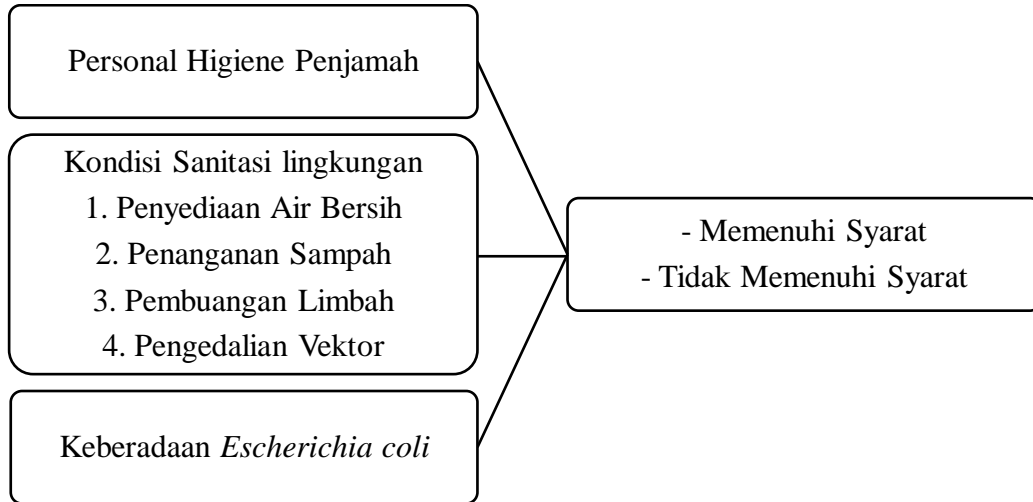 Personal Higiene Penjamah
Kondisi Sanitasi lingkungan
1. Penyediaan Air Bersih
2. Penanganan Sampah
3. Pembuangan Limbah
4. Pengedalian Vektor
- Memenuhi Syarat
- Tidak Memenuhi Syarat
Keberadaan Escherichia coli